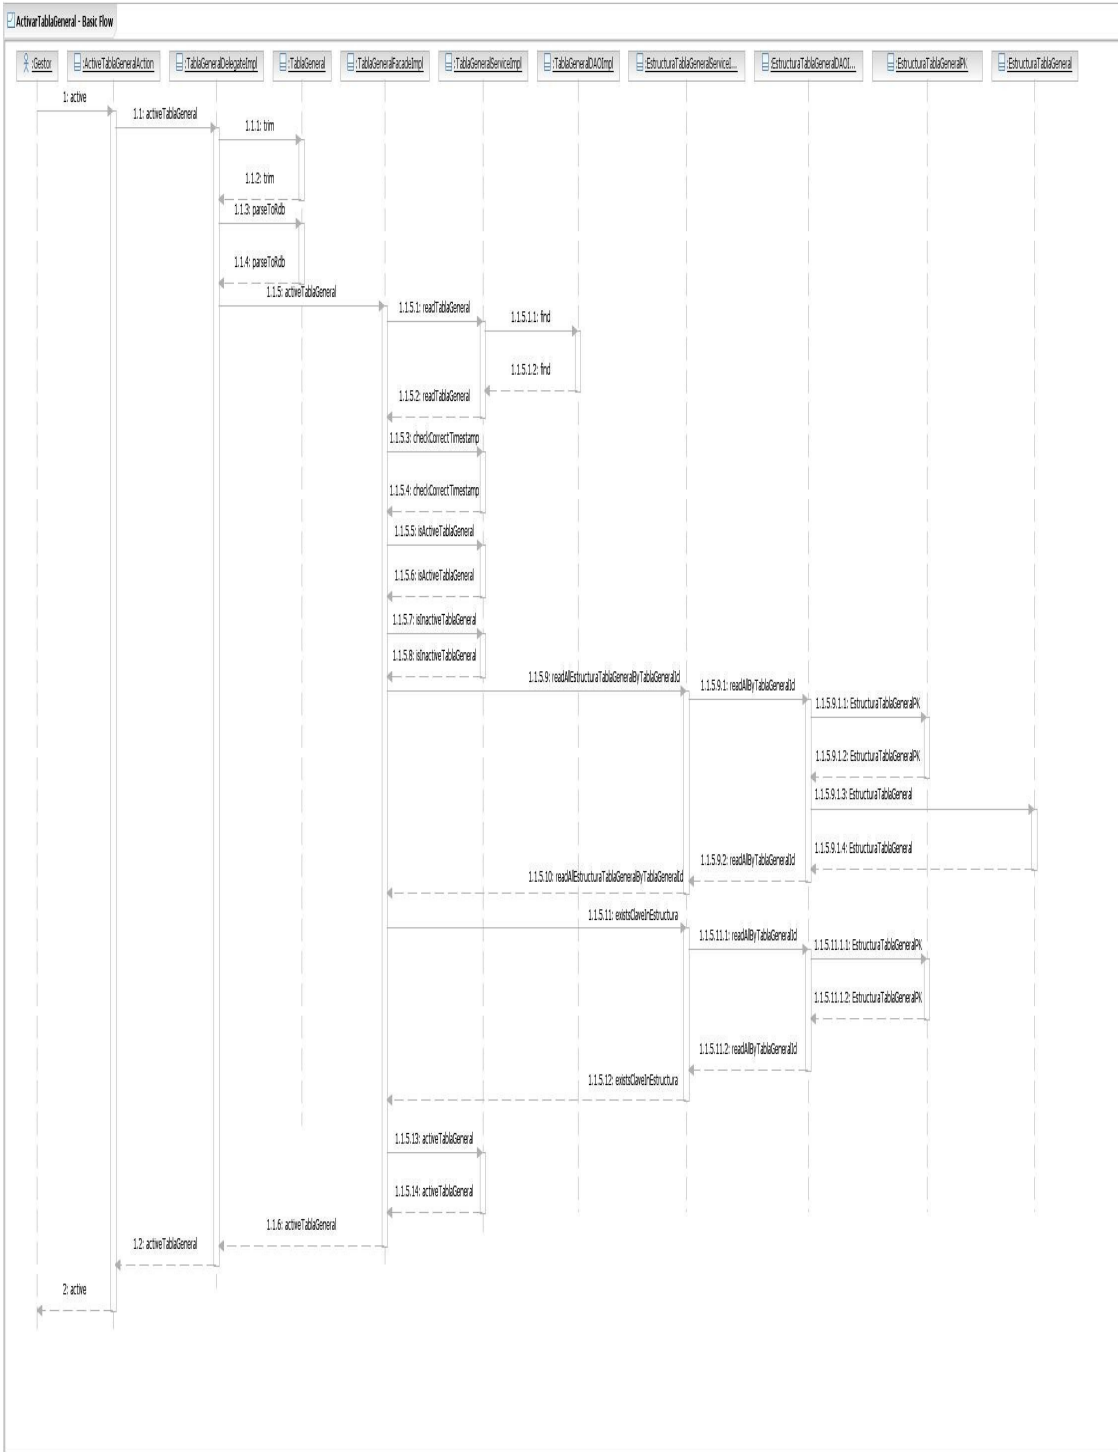 ActivarTablaGeneral - Basic Flow
:Gestor
:ActiveTablaGeneralAction
:TablaGeneralDelegateImpl
:TablaGeneral
:TablaGeneralFacadeImpl
:TablaGeneralServiceImpl
:TablaGeneralDAOImpl
:EstructuraTablaGeneralServiceI...
:EstructuraTablaGeneralDAOI...
:EstructuraTablaGeneralPK
:EstructuraTablaGeneral
1: active
1.1: activeTablaGeneral
1.1.1: trim
1.1.2: trim
1.1.3: parseToRdb
1.1.4: parseToRdb
1.1.5: activeTablaGeneral
1.1.5.1: readTablaGeneral
1.1.5.1.1: find
1.1.5.1.2: find
1.1.5.2: readTablaGeneral
1.1.5.3: checkCorrectTimestamp
1.1.5.4: checkCorrectTimestamp
1.1.5.5: isActiveTablaGeneral
1.1.5.6: isActiveTablaGeneral
1.1.5.7: isInactiveTablaGeneral
1.1.5.8: isInactiveTablaGeneral
1.1.5.9: readAllEstructuraTablaGeneralByTablaGeneralId
1.1.5.9.1: readAllByTablaGeneralId
1.1.5.9.1.1: EstructuraTablaGeneralPK
1.1.5.9.1.2: EstructuraTablaGeneralPK
1.1.5.9.1.3: EstructuraTablaGeneral
1.1.5.9.1.4: EstructuraTablaGeneral
1.1.5.9.2: readAllByTablaGeneralId
1.1.5.10: readAllEstructuraTablaGeneralByTablaGeneralId
1.1.5.11: existsClaveInEstructura
1.1.5.11.1: readAllByTablaGeneralId
1.1.5.11.1.1: EstructuraTablaGeneralPK
1.1.5.11.1.2: EstructuraTablaGeneralPK
1.1.5.11.2: readAllByTablaGeneralId
1.1.5.12: existsClaveInEstructura
1.1.5.13: activeTablaGeneral
1.1.5.14: activeTablaGeneral
1.1.6: activeTablaGeneral
1.2: activeTablaGeneral
2: active